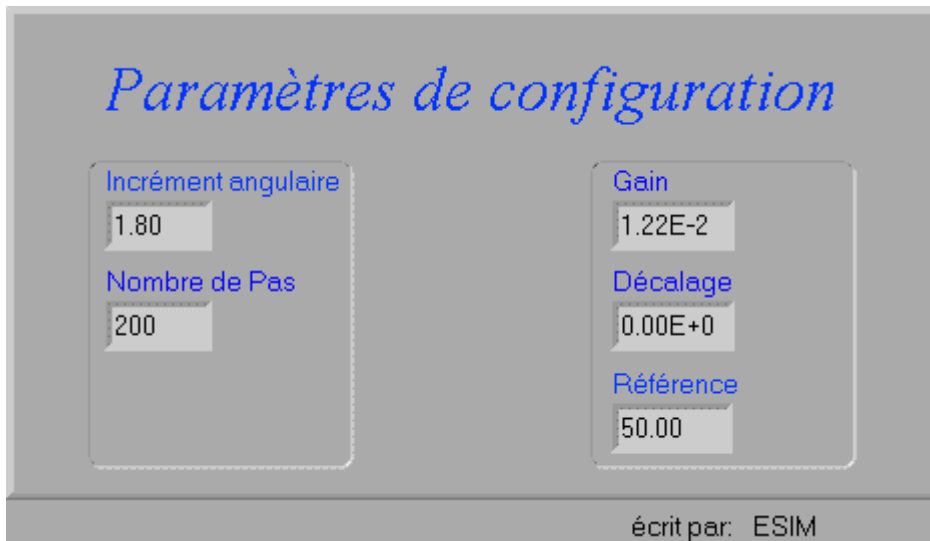 Paramètres de configuration
Incrément angulaire
1.80
Nombre de Pas
200
Gain
1.22E-2
Décalage
0.00E+0
Référence
50.00
écrit par: ESIM